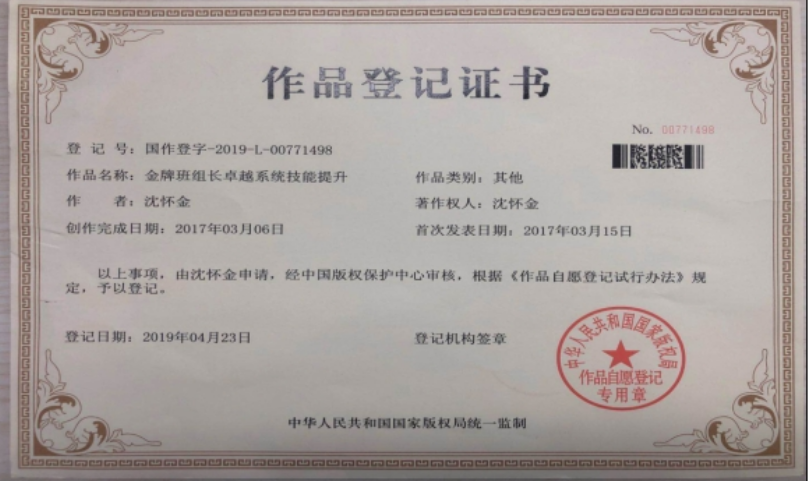 作品登记证书
No. 00771498
登 记 号：国作登字-2019-L-00771498
作品名称：金牌班组长卓越系统技能提升
作品类别：其他
作 者：沈怀金
著作权人：沈怀金
创作完成日期：2017年03月06日
首次发表日期：2017年03月15日
以上事项，由沈怀金申请，经中国版权保护中心审核，根据《作品自愿登记试行办法》规
定，予以登记。
登记日期：2019年04月23日
登记机构签章
中华人民共和国国家版权局
作品自愿登记
专用章
中华人民共和国国家版权局统一监制